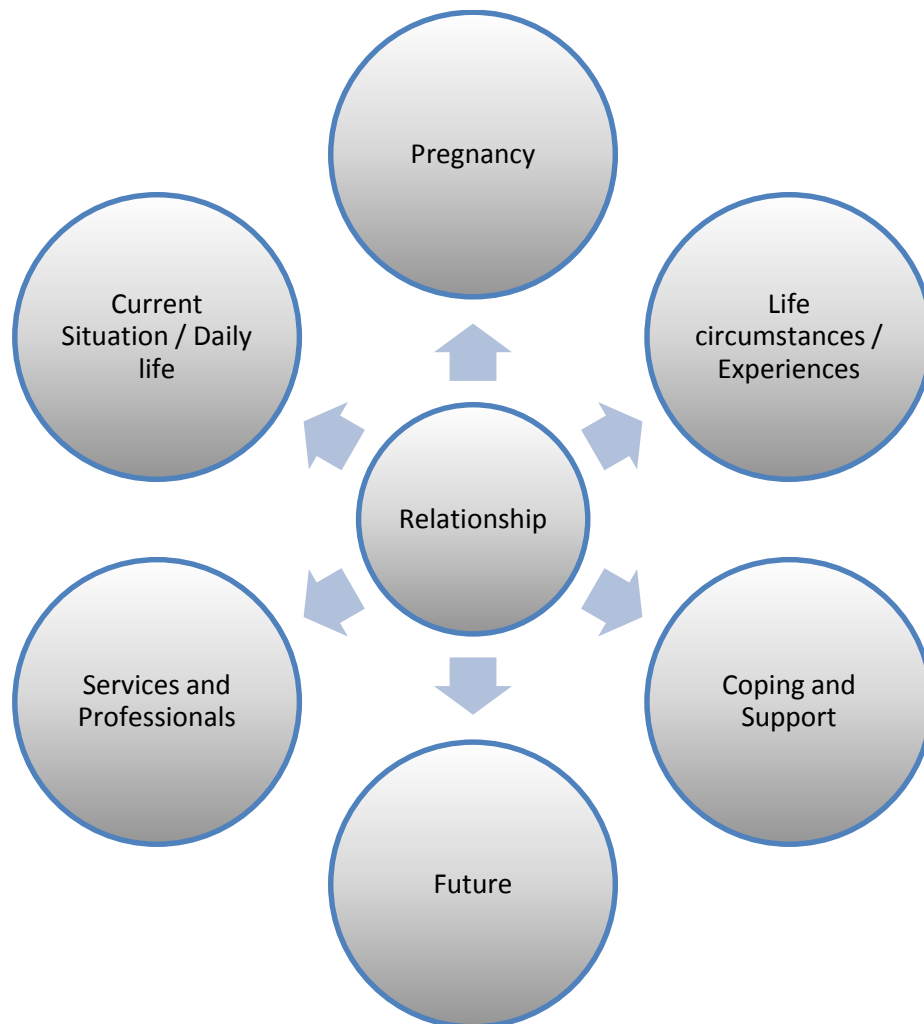 Pregnancy
Current
Situation / Daily
life
Life
circumstances /
Experiences
Relationship
Services and
Professionals
Coping and
Support
Future